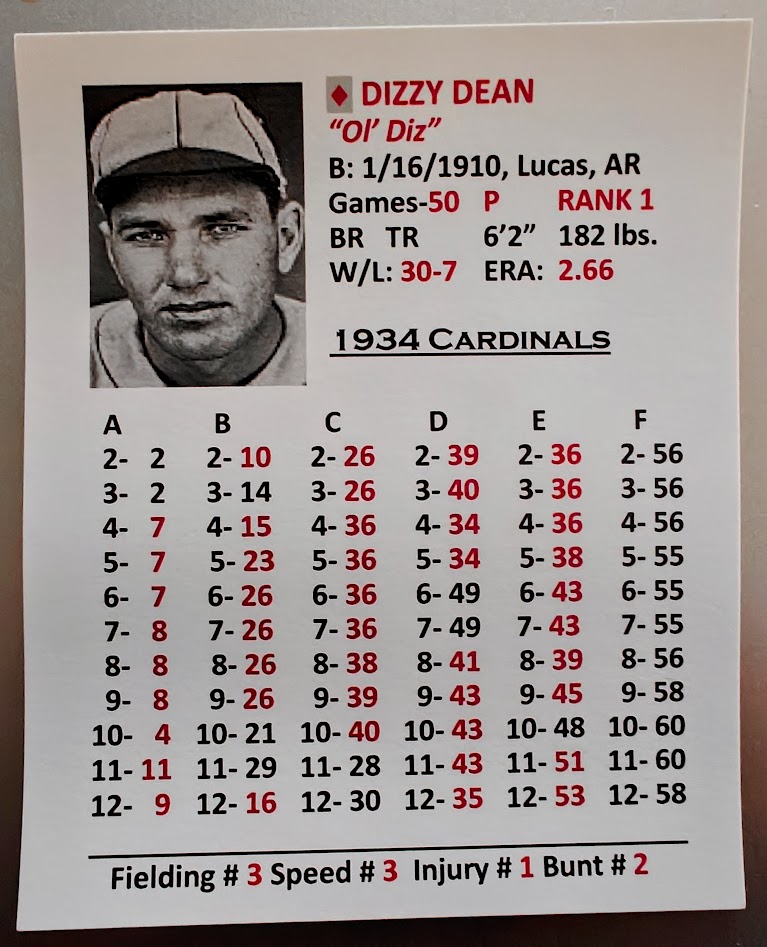 ♦ DIZZY DEAN
“Ol’ Diz”
B: 1/16/1910, Lucas, AR
Games-50 P RANK 1
BR TR 6’2” 182 lbs.
W/L: 30-7 ERA: 2.66
1934 CARDINALS
A B C D E F
2- 2 2- 10 2- 26 2- 39 2- 36 2- 56
3- 2 3- 14 3- 26 3- 40 3- 36 3- 56
4- 7 4- 15 4- 36 4- 34 4- 36 4- 56
5- 7 5- 23 5- 36 5- 34 5- 38 5- 55
6- 7 6- 26 6- 36 6- 49 6- 43 6- 55
7- 8 7- 26 7- 36 7- 49 7- 43 7- 55
8- 8 8- 26 8- 38 8- 41 8- 39 8- 56
9- 8 9- 26 9- 39 9- 43 9- 45 9- 58
10- 4 10- 21 10- 40 10- 43 10- 48 10- 60
11- 11 11- 29 11- 28 11- 43 11- 51 11- 60
12- 9 12- 16 12- 30 12- 35 12- 53 12- 58
Fielding # 3 Speed # 3 Injury # 1 Bunt # 2